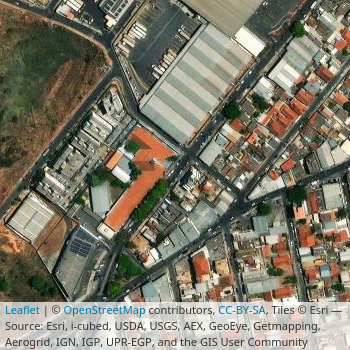 Leaflet | © OpenStreetMap contributors, CC-BY-SA, Tiles © Esri —
Source: Esri, i-cubed, USDA, USGS, AEX, GeoEye, Getmapping,
Aerogrid, IGN, IGP, UPR-EGP, and the GIS User Community